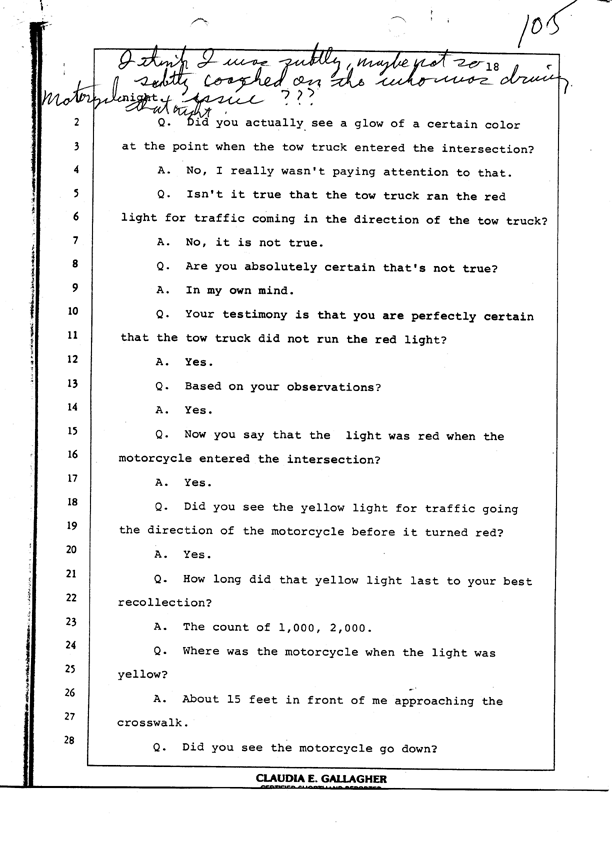 105
I think I was subtly, maybe not so 18
subtly coached on the who was driving
motorcycle night. issue ???
that night
2 Q. Did you actually see a glow of a certain color
3 at the point when the tow truck entered the intersection?
4 A. No, I really wasn't paying attention to that.
5 Q. Isn't it true that the tow truck ran the red
6 light for traffic coming in the direction of the tow truck?
7 A. No, it is not true.
8 Q. Are you absolutely certain that's not true?
9 A. In my own mind.
10 Q. Your testimony is that you are perfectly certain
11 that the tow truck did not run the red light?
12 A. Yes.
13 Q. Based on your observations?
14 A. Yes.
15 Q. Now you say that the light was red when the
16 motorcycle entered the intersection?
17 A. Yes.
18 Q. Did you see the yellow light for traffic going
19 the direction of the motorcycle before it turned red?
20 A. Yes.
21 Q. How long did that yellow light last to your best
22 recollection?
23 A. The count of 1,000, 2,000.
24 Q. Where was the motorcycle when the light was
25 yellow?
26 A. About 15 feet in front of me approaching the
27 crosswalk.
28 Q. Did you see the motorcycle go down?
CLAUDIA E. GALLAGHER
CERTIFIED SHORTHAND REPORTER